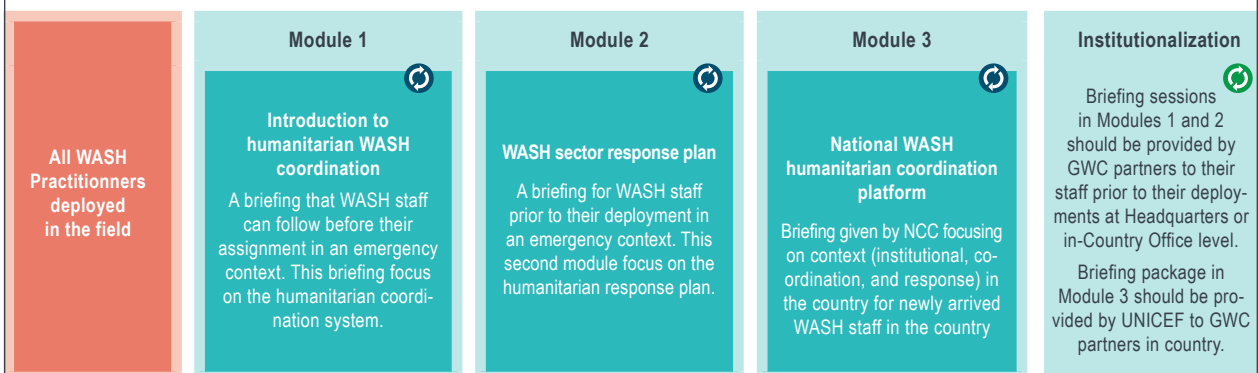 All WASH
Practitionners
deployed
in the field
Module 1
Introduction to
humanitarian WASH
coordination
A briefing that WASH staff
can follow before their
assignment in an emergency
context. This briefing focus
on the humanitarian coordi-
nation system.
Module 2
WASH sector response plan
A briefing for WASH staff
prior to their deployment in
an emergency context. This
second module focus on the
humanitarian response plan.
Module 3
National WASH
humanitarian coordination
platform
Briefing given by NCC focusing
on context (institutional, co-
ordination, and response) in
the country for newly arrived
WASH staff in the country
Institutionalization
Briefing sessions
in Modules 1 and 2
should be provided by
GWC partners to their
staff prior to their deploy-
ments at Headquarters or
in-Country Office level.
Briefing package in
Module 3 should be pro-
vided by UNICEF to GWC
partners in country.